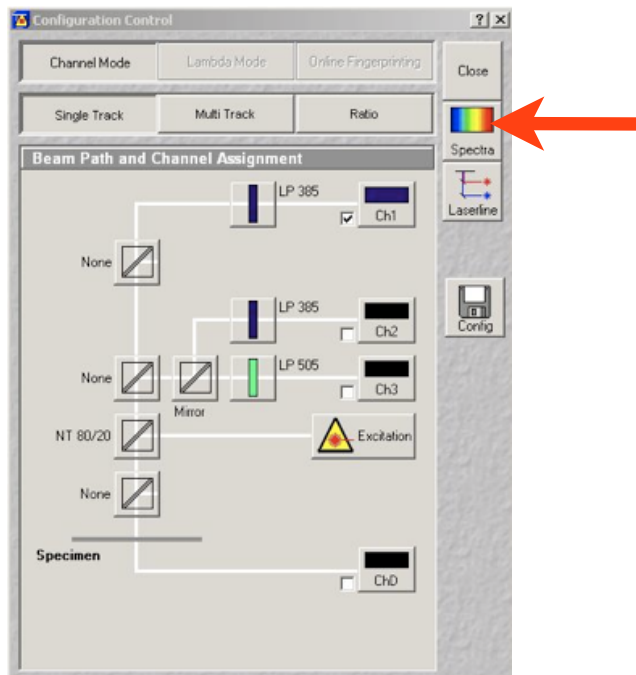 Configuration Control
Channel Mode
Lambda Mode
Online Fingerprinting
Close
Single Track
Multi Track
Ratio
Spectra
Beam Path and Channel Assignment
LP 385
Ch1
Laserline
None
LP 385
Ch2
Config
None
LP 505
Ch3
Mirror
NT 80/20
Excitation
None
Specimen
ChD